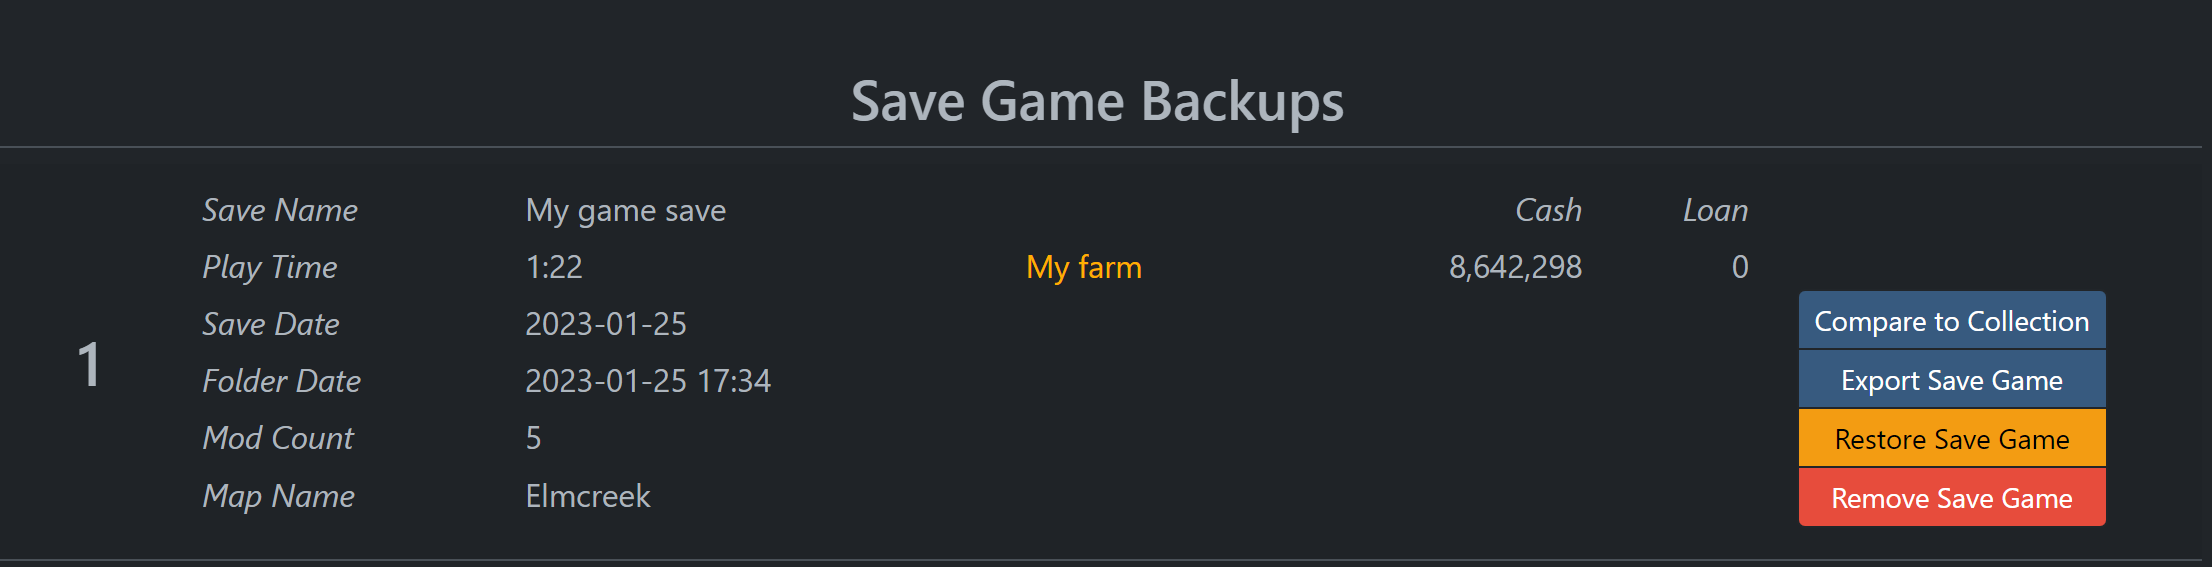 Save Game Backups
1
Save Name My game save
Play Time 1:22
Save Date 2023-01-25
Folder Date 2023-01-25 17:34
Mod Count 5
Map Name Elmcreek
Cash Loan
My farm 8,642,298 0
Compare to Collection
Export Save Game
Restore Save Game
Remove Save Game